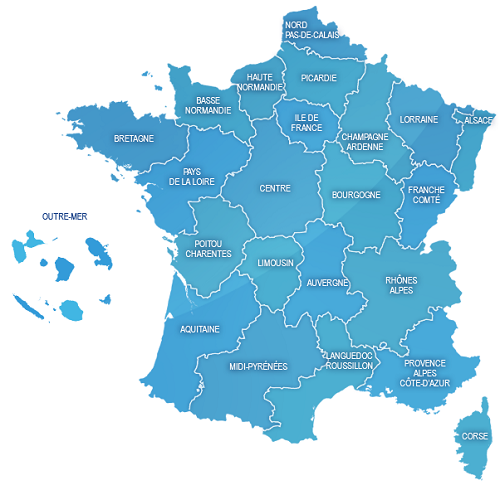 NORD
PAS-DE-CALAIS
PICARDIE
HAUTE
NORMANDIE
BASSE
NORMANDIE
ILE DE
FRANCE
CHAMPAGNE
ARDENNE
LORRAINE
ALSACE
BRETAGNE
PAYS
DE LA LOIRE
CENTRE
BOURGOGNE
FRANCHE
COMTÉ
OUTRE-MER
POITOU
CHARENTES
LIMOUSIN
AUVERGNE
RHÔNES
ALPES
AQUITAINE
MIDI-PYRÉNÉES
LANGUEDOC
ROUSSILLON
PROVENCE
ALPES
CÔTE-D'AZUR
CORSE